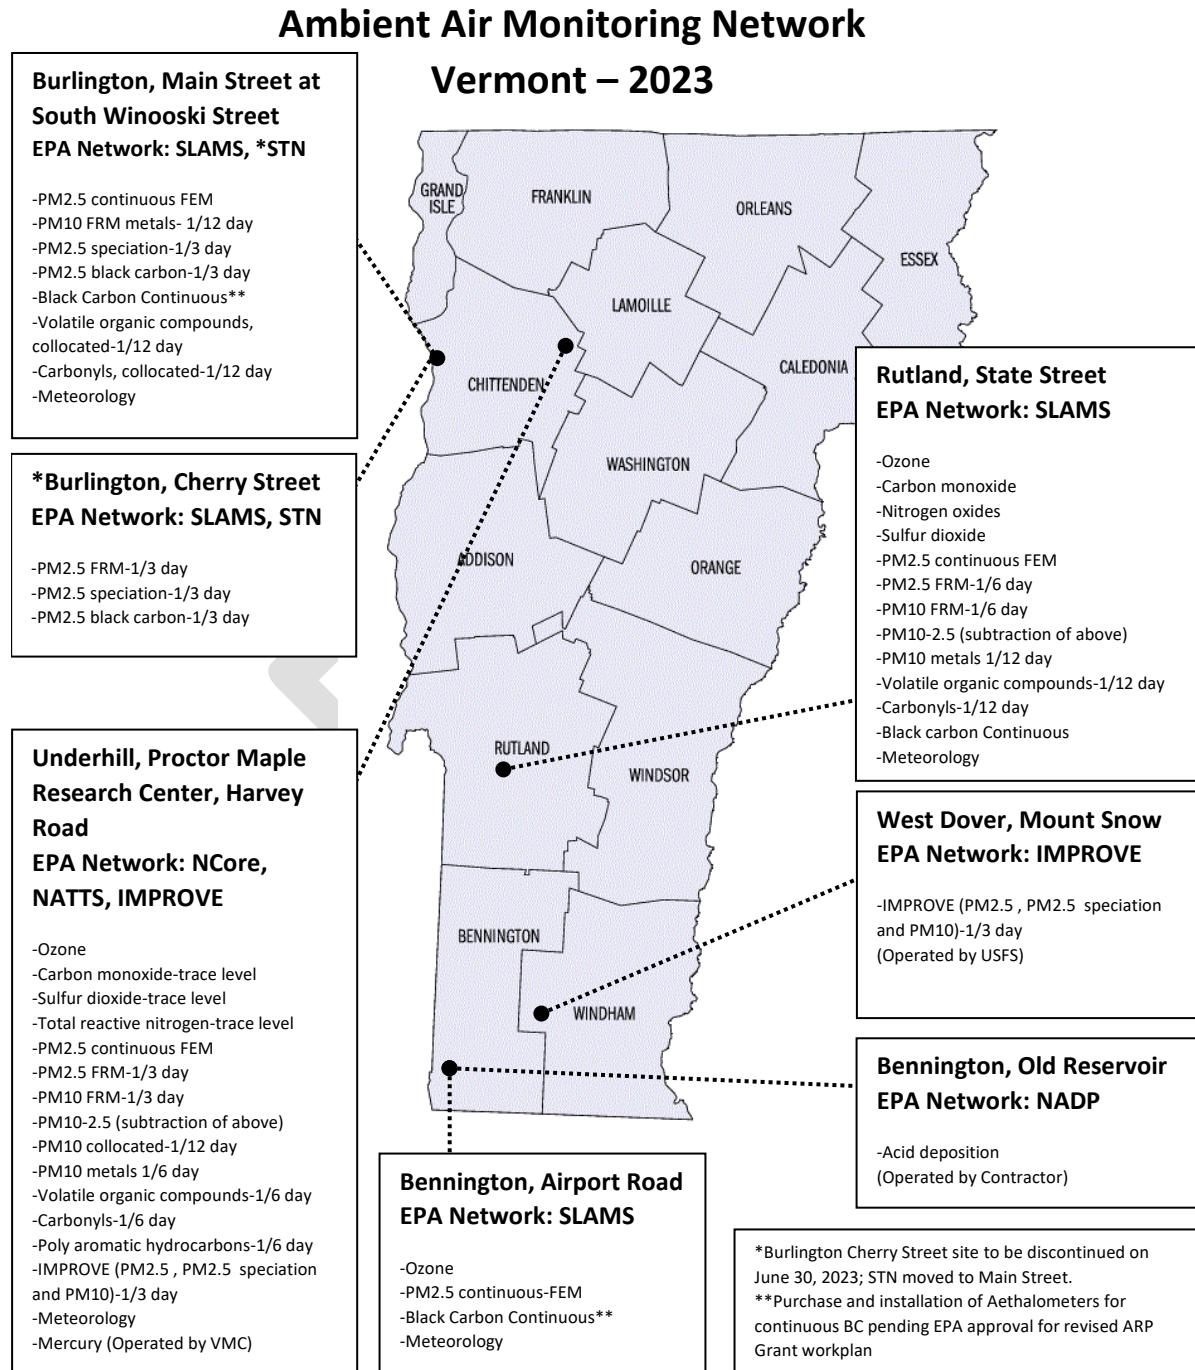 Ambient Air Monitoring Network
Vermont – 2023
Burlington, Main Street at
South Winooski Street
EPA Network: SLAMS, *STN
-PM2.5 continuous FEM
-PM10 FRM metals- 1/12 day
-PM2.5 speciation-1/3 day
-PM2.5 black carbon-1/3 day
-Black Carbon Continuous**
-Volatile organic compounds,
collocated-1/12 day
-Carbonyls, collocated-1/12 day
-Meteorology
*Burlington, Cherry Street
EPA Network: SLAMS, STN
-PM2.5 FRM-1/3 day
-PM2.5 speciation-1/3 day
-PM2.5 black carbon-1/3 day
Underhill, Proctor Maple
Research Center, Harvey
Road
EPA Network: NCore,
NATTS, IMPROVE
-Ozone
-Carbon monoxide-trace level
-Sulfur dioxide-trace level
-Total reactive nitrogen-trace level
-PM2.5 continuous FEM
-PM2.5 FRM-1/3 day
-PM10 FRM-1/3 day
-PM10-2.5 (subtraction of above)
-PM10 collocated-1/12 day
-PM10 metals 1/6 day
-Volatile organic compounds-1/6 day
-Carbonyls-1/6 day
-Poly aromatic hydrocarbons-1/6 day
-IMPROVE (PM2.5 , PM2.5  speciation
and PM10)-1/3 day
-Meteorology
-Mercury (Operated by VMC)
GRAND
ISLE
FRANKLIN
ORLEANS
ESSEX
LAMOILLE
CALEDONIA
CHITTENDEN
WASHINGTON
ADDISON
ORANGE
RUTLAND
WINDSOR
BENNINGTON
WINDHAM
Rutland, State Street
EPA Network: SLAMS
-Ozone
-Carbon monoxide
-Nitrogen oxides
-Sulfur dioxide
-PM2.5 continuous FEM
-PM2.5 FRM-1/6 day
-PM10 FRM-1/6 day
-PM10-2.5 (subtraction of above)
-PM10 metals 1/12 day
-Volatile organic compounds-1/12 day
-Carbonyls-1/12 day
-Black carbon Continuous
-Meteorology
West Dover, Mount Snow
EPA Network: IMPROVE
-IMPROVE (PM2.5 , PM2.5  speciation
and PM10)-1/3 day
(Operated by USFS)
Bennington, Old Reservoir
EPA Network: NADP
-Acid deposition
(Operated by Contractor)
Bennington, Airport Road
EPA Network: SLAMS
-Ozone
-PM2.5 continuous-FEM
-Black Carbon Continuous**
-Meteorology
*Burlington Cherry Street site to be discontinued on
June 30, 2023; STN moved to Main Street.
**Purchase and installation of Aethalometers for
continuous BC pending EPA approval for revised ARP
Grant workplan